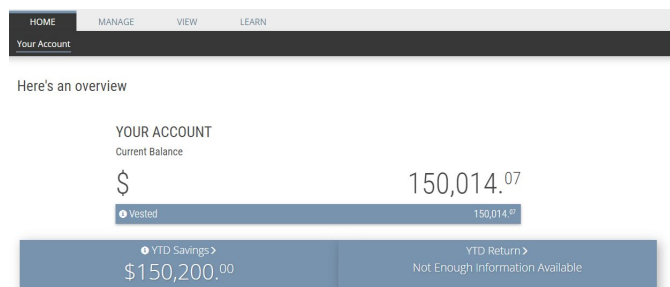 HOME MANAGE VIEW LEARN
Your Account
Here's an overview
YOUR ACCOUNT
Current Balance
$ 150,014.07
Vested 150,014.07
YTD Savings > YTD Return >
$150,200.00 Not Enough Information Available